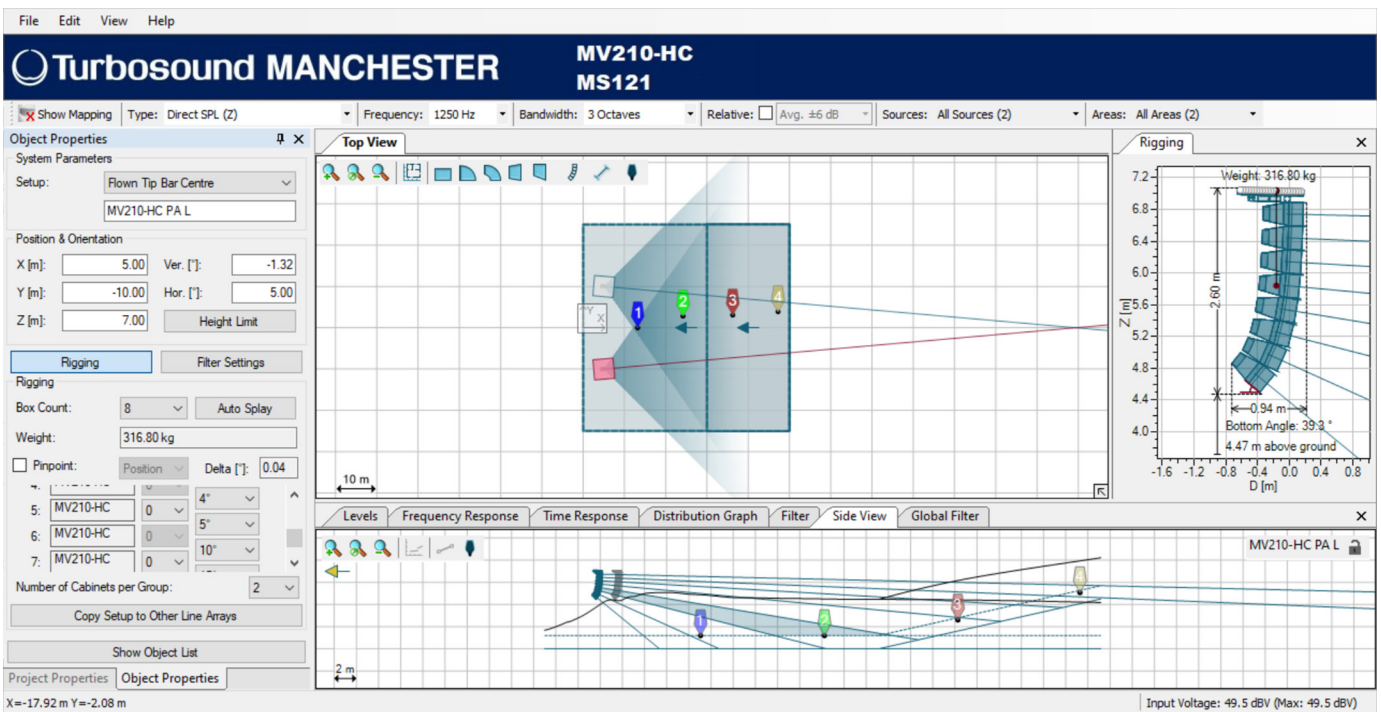 File Edit View Help
Turbosound MANCHESTER
MV210-HC
MS121
Show Mapping Type: Direct SPL (Z) Frequency: 1250 Hz Bandwidth: 3 Octaves Relative: Avg. ±6 dB Sources: All Sources (2) Areas: All Areas (2)
Object Properties
System Parameters
Setup: Flown Tip Bar Centre
MV210-HC PA L
Position & Orientation
X [m]: 5.00 Ver. [°]: -1.32
Y [m]: -10.00 Hor. [°]: 5.00
Z [m]: 7.00 Height Limit
Rigging Filter Settings
Rigging
Box Count: 8 Auto Splay
Weight: 316.80 kg
Pinpoint: Position Delta [°]: 0.04
4°
5: MV210-HC 0
5°
6: MV210-HC 0
10°
7: MV210-HC 0
Number of Cabinets per Group: 2
Copy Setup to Other Line Arrays
Show Object List
Project Properties Object Properties
X=-17.92 m Y=-2.08 m
Top View
1 2 3 4
Y
X
10 m
Rigging
Weight: 316.80 kg
7.2
6.8
6.4
6.0
5.6
5.2
4.8
4.4
4.0
Z [m]
2.60 m
0.94 m
Bottom Angle: 39.3 °
4.47 m above ground
-1.6 -1.2 -0.8 -0.4 0.0 0.4 0.8
D [m]
Levels Frequency Response Time Response Distribution Graph Filter Side View Global Filter
MV210-HC PA L
1 2 3 4
2 m
Input Voltage: 49.5 dBV (Max: 49.5 dBV)